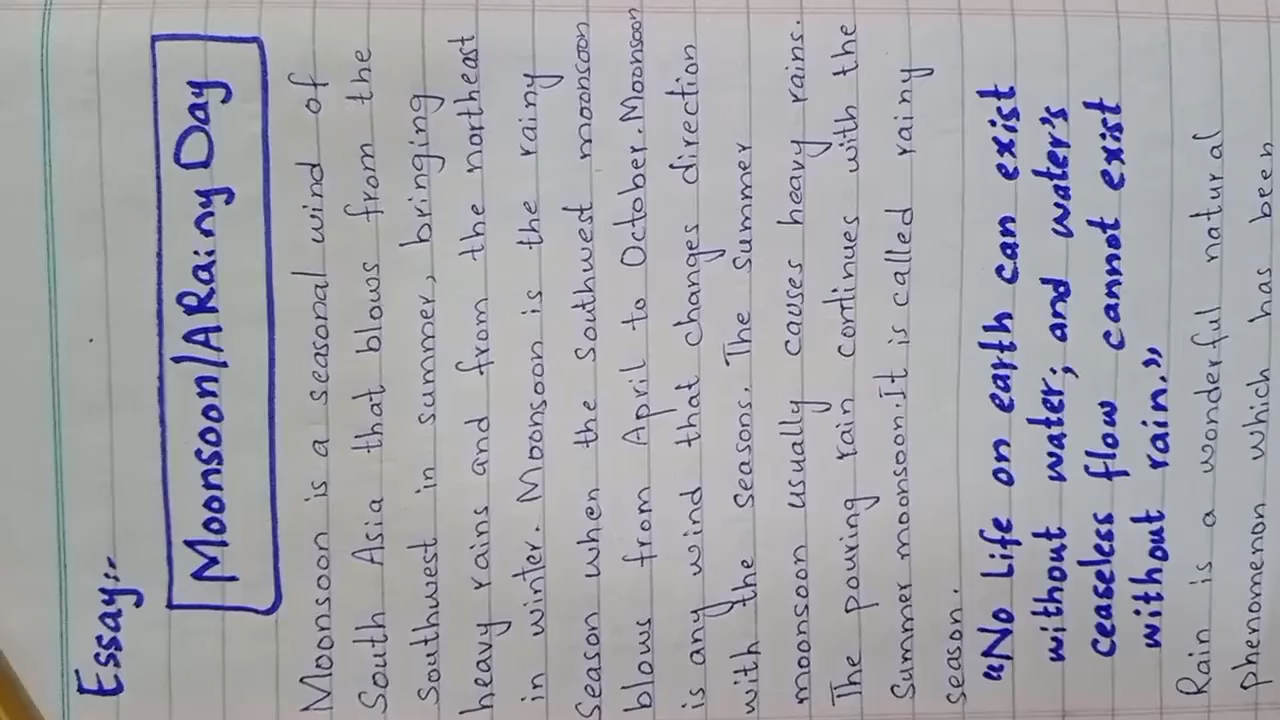 Essay:-
Moonsoon/A Rainy Day
Moonsoon is a seasonal wind of
South Asia that blows from the
Southwest in summer, bringing
heavy rains and from the northeast
in winter. Moonsoon is the rainy
Season when the Southwest moonsoon
blows from April to October. Moonsoon
is any wind that changes direction
with the seasons. The Summer
moonsoon usually causes heavy rains.
The pouring rain continues with the
Summer moonsoon. It is called rainy
season.
"No Life on earth can exist
without water; and water's
ceaseless flow cannot exist
without rain."
Rain is a wonderful natural
phenomenon which has been